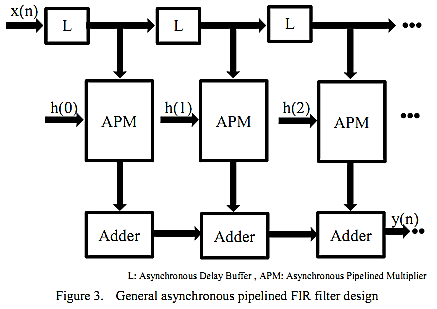 x(n)
L L L
h(0) APM h(1) APM h(2) APM
Adder Adder Adder y(n)
L: Asynchronous Delay Buffer , APM: Asynchronous Pipelined Multiplier
Figure 3. General asynchronous pipelined FIR filter design